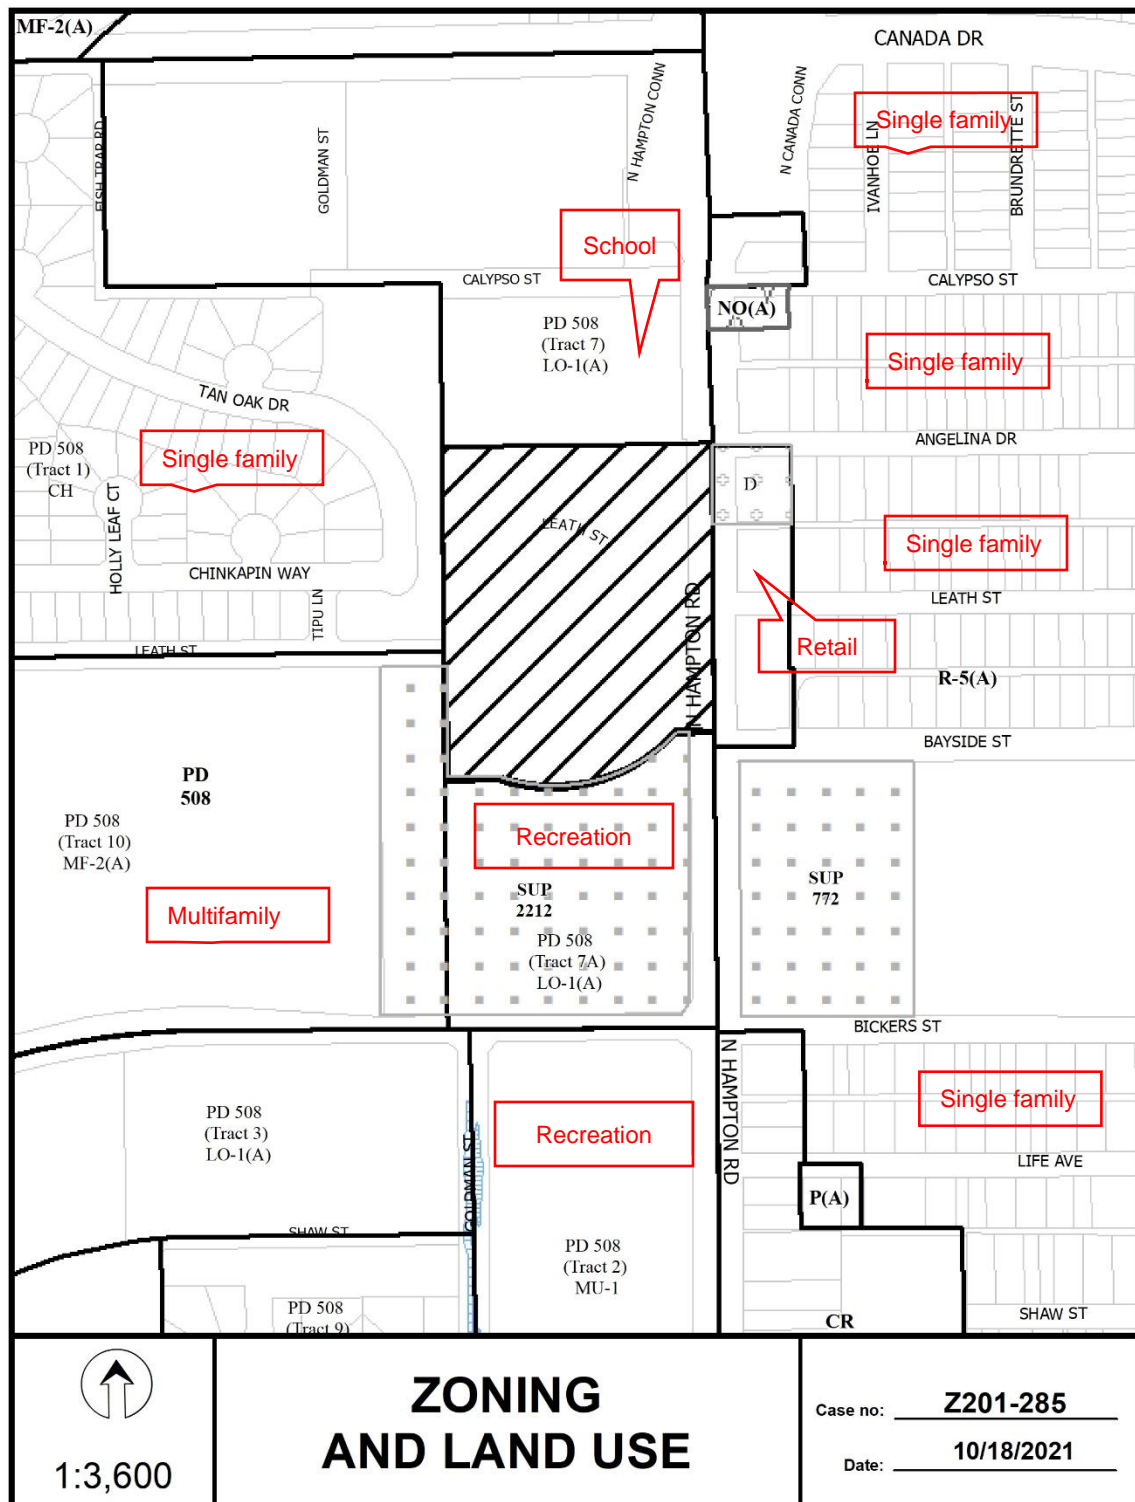 MF-2(A)
CANADA DR
FISH TRAP RD
GOLDMAN ST
N HAMPTON CONN
N CANADA CONN
IVANHOE LN
BRUNDRETTE ST
Single family
School
CALYPSO ST
CALYPSO ST
NO(A)
PD 508
(Tract 7)
LO-1(A)
Single family
TAN OAK DR
ANGELINA DR
PD 508
(Tract 1)
CH
Single family
HOLLY LEAF CT
D
LEATH ST
Single family
CHINKAPIN WAY
TIPU LN
LEATH ST
N HAMPTON RD
LEATH ST
Retail
R-5(A)
BAYSIDE ST
PD
508
PD 508
(Tract 10)
MF-2(A)
Recreation
Multifamily
SUP
2212
SUP
772
PD 508
(Tract 7A)
LO-1(A)
BICKERS ST
N HAMPTON RD
PD 508
(Tract 3)
LO-1(A)
Recreation
Single family
GOLDMAN ST
LIFE AVE
P(A)
SHAW ST
PD 508
(Tract 2)
MU-1
PD 508
(Tract 9)
CR
SHAW ST
1:3,600
ZONING
AND LAND USE
Case no: Z201-285
Date: 10/18/2021